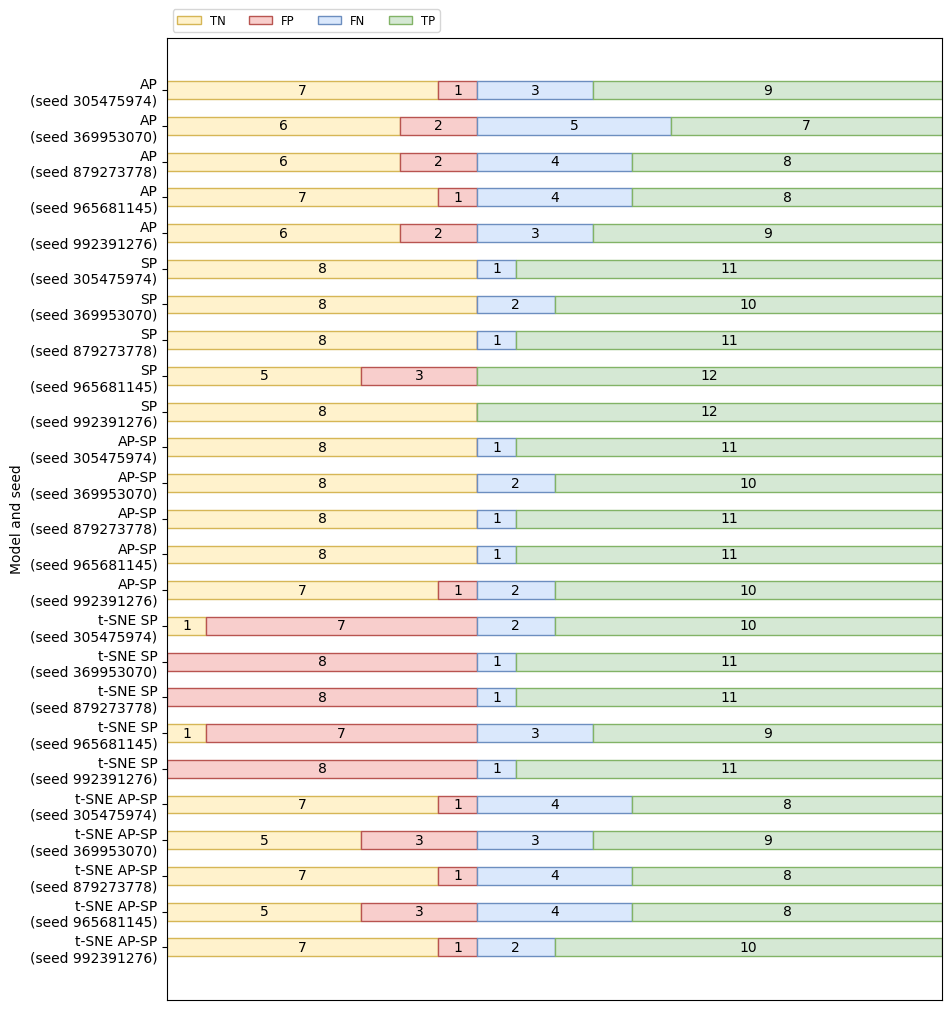 TN FP FN TP
AP
(seed 305475974)
7 1 3 9
AP
(seed 369953070)
6 2 5 7
AP
(seed 879273778)
6 2 4 8
AP
(seed 965681145)
7 1 4 8
AP
(seed 992391276)
6 2 3 9
SP
(seed 305475974)
8 1 11
SP
(seed 369953070)
8 2 10
SP
(seed 879273778)
8 1 11
SP
(seed 965681145)
5 3 12
SP
(seed 992391276)
8 12
AP-SP
(seed 305475974)
8 1 11
AP-SP
(seed 369953070)
8 2 10
AP-SP
(seed 879273778)
8 1 11
AP-SP
(seed 965681145)
8 1 11
AP-SP
(seed 992391276)
7 1 2 10
t-SNE SP
(seed 305475974)
1 7 2 10
t-SNE SP
(seed 369953070)
8 1 11
t-SNE SP
(seed 879273778)
8 1 11
t-SNE SP
(seed 965681145)
1 7 3 9
t-SNE SP
(seed 992391276)
8 1 11
t-SNE AP-SP
(seed 305475974)
7 1 4 8
t-SNE AP-SP
(seed 369953070)
5 3 3 9
t-SNE AP-SP
(seed 879273778)
7 1 4 8
t-SNE AP-SP
(seed 965681145)
5 3 4 8
t-SNE AP-SP
(seed 992391276)
7 1 2 10
Model and seed